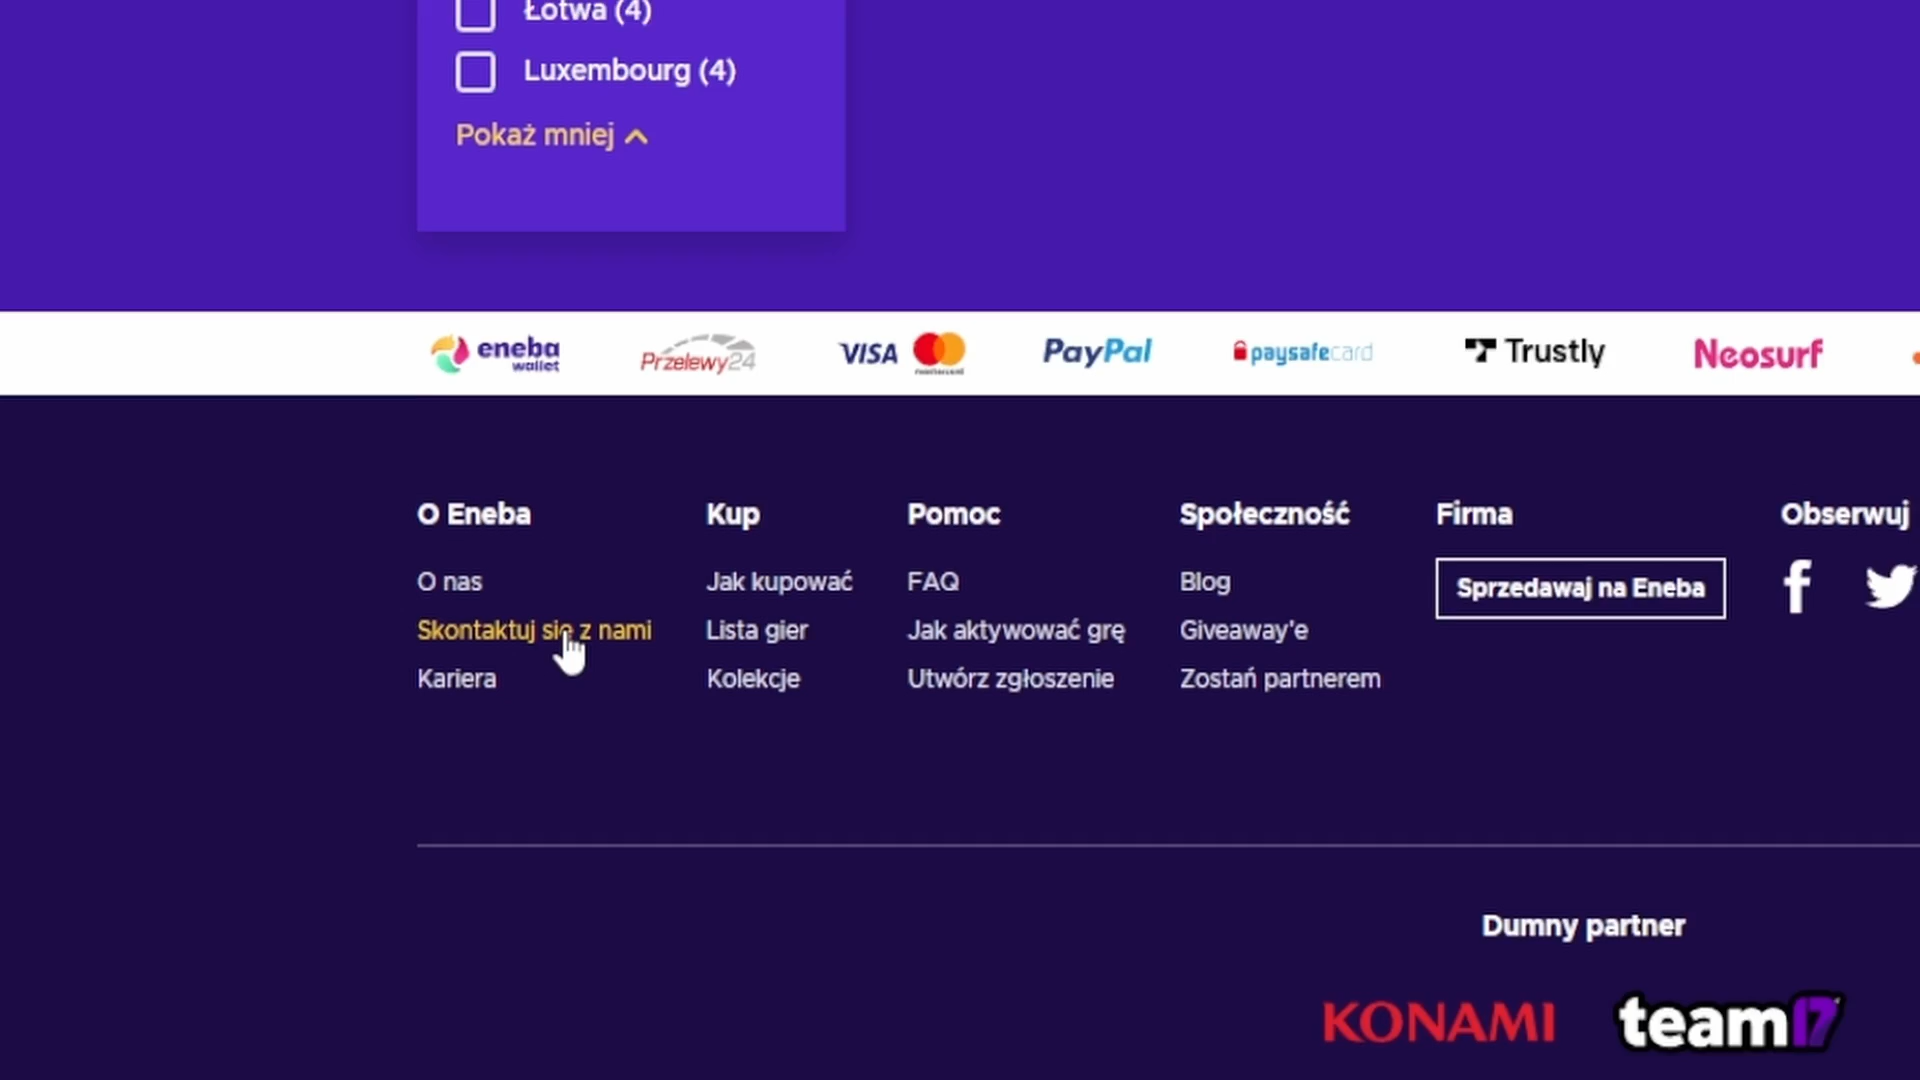 Łotwa (4)
Luxembourg (4)
Pokaż mniej
eneba
wallet
Przelewy24
VISA
mastercard
PayPal
paysafecard
Trustly
Neosurf
O Eneba
Kup
Pomoc
Społeczność
Firma
Obserwuj
O nas
Jak kupować
FAQ
Blog
Sprzedawaj na Eneba
Skontaktuj się z nami
Lista gier
Jak aktywować grę
Giveaway'e
Kariera
Kolekcje
Utwórz zgłoszenie
Zostań partnerem
Dumny partner
KONAMI
team17